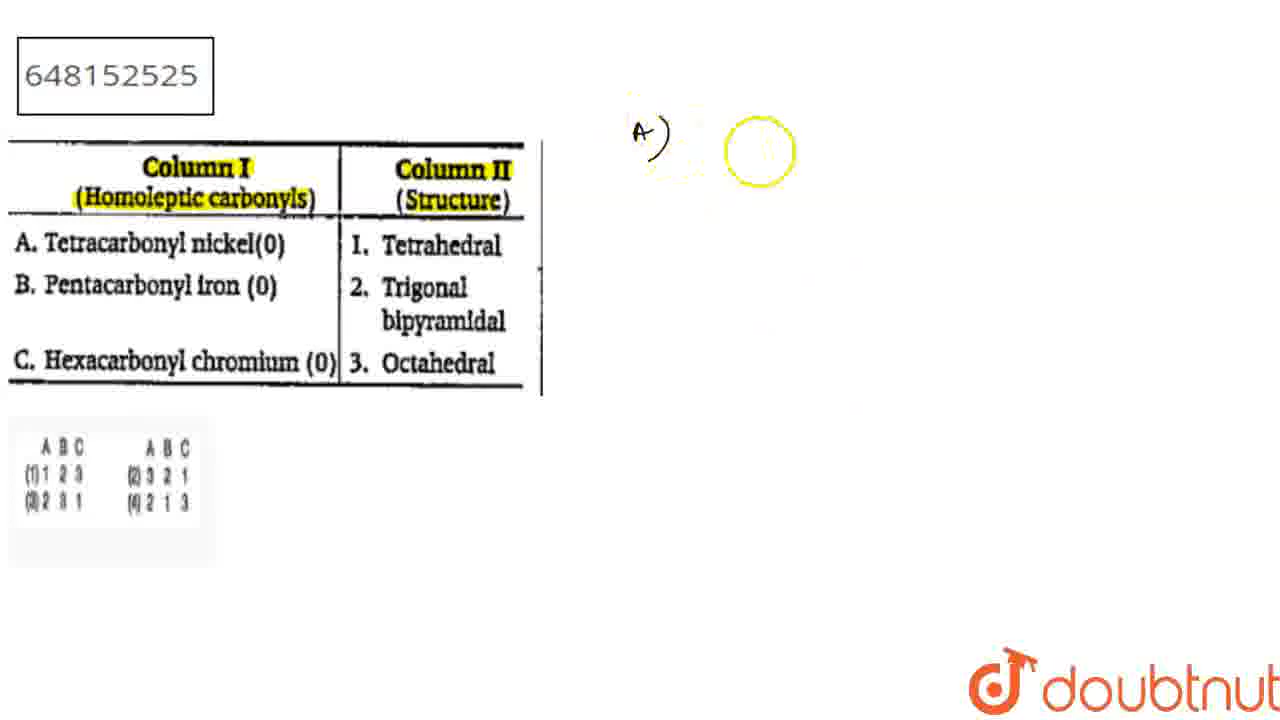 648152525
Column I Column II
(Homoleptic carbonyls) (Structure)
A. Tetracarbonyl nickel(0) 1. Tetrahedral
B. Pentacarbonyl iron (0) 2. Trigonal
bipyramidal
C. Hexacarbonyl chromium (0) 3. Octahedral
A B C A B C
(1) 1 2 3 (2) 3 2 1
(3) 2 3 1 (4) 2 1 3
A)
doubtnut